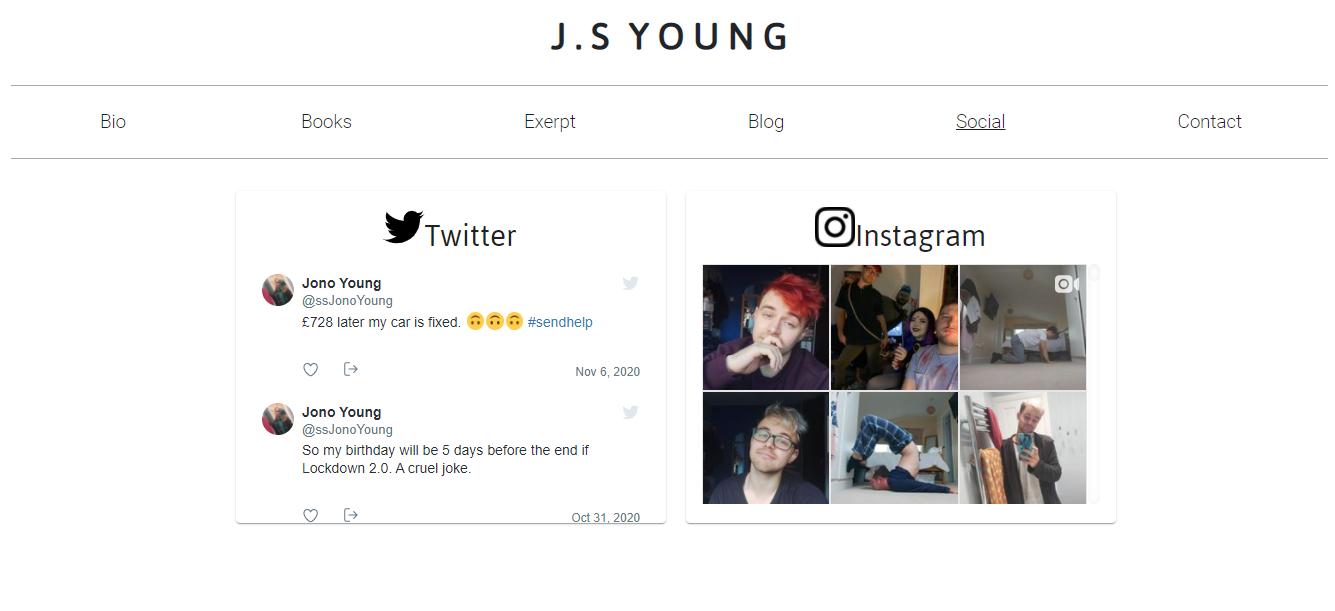 J.S YOUNG
Bio Books Exerpt Blog Social Contact
Twitter
Jono Young
@ssJonoYoung
£728 later my car is fixed. 🙃🙃🙃 #sendhelp
Nov 6, 2020
Jono Young
@ssJonoYoung
So my birthday will be 5 days before the end if
Lockdown 2.0. A cruel joke.
Oct 31, 2020
Instagram